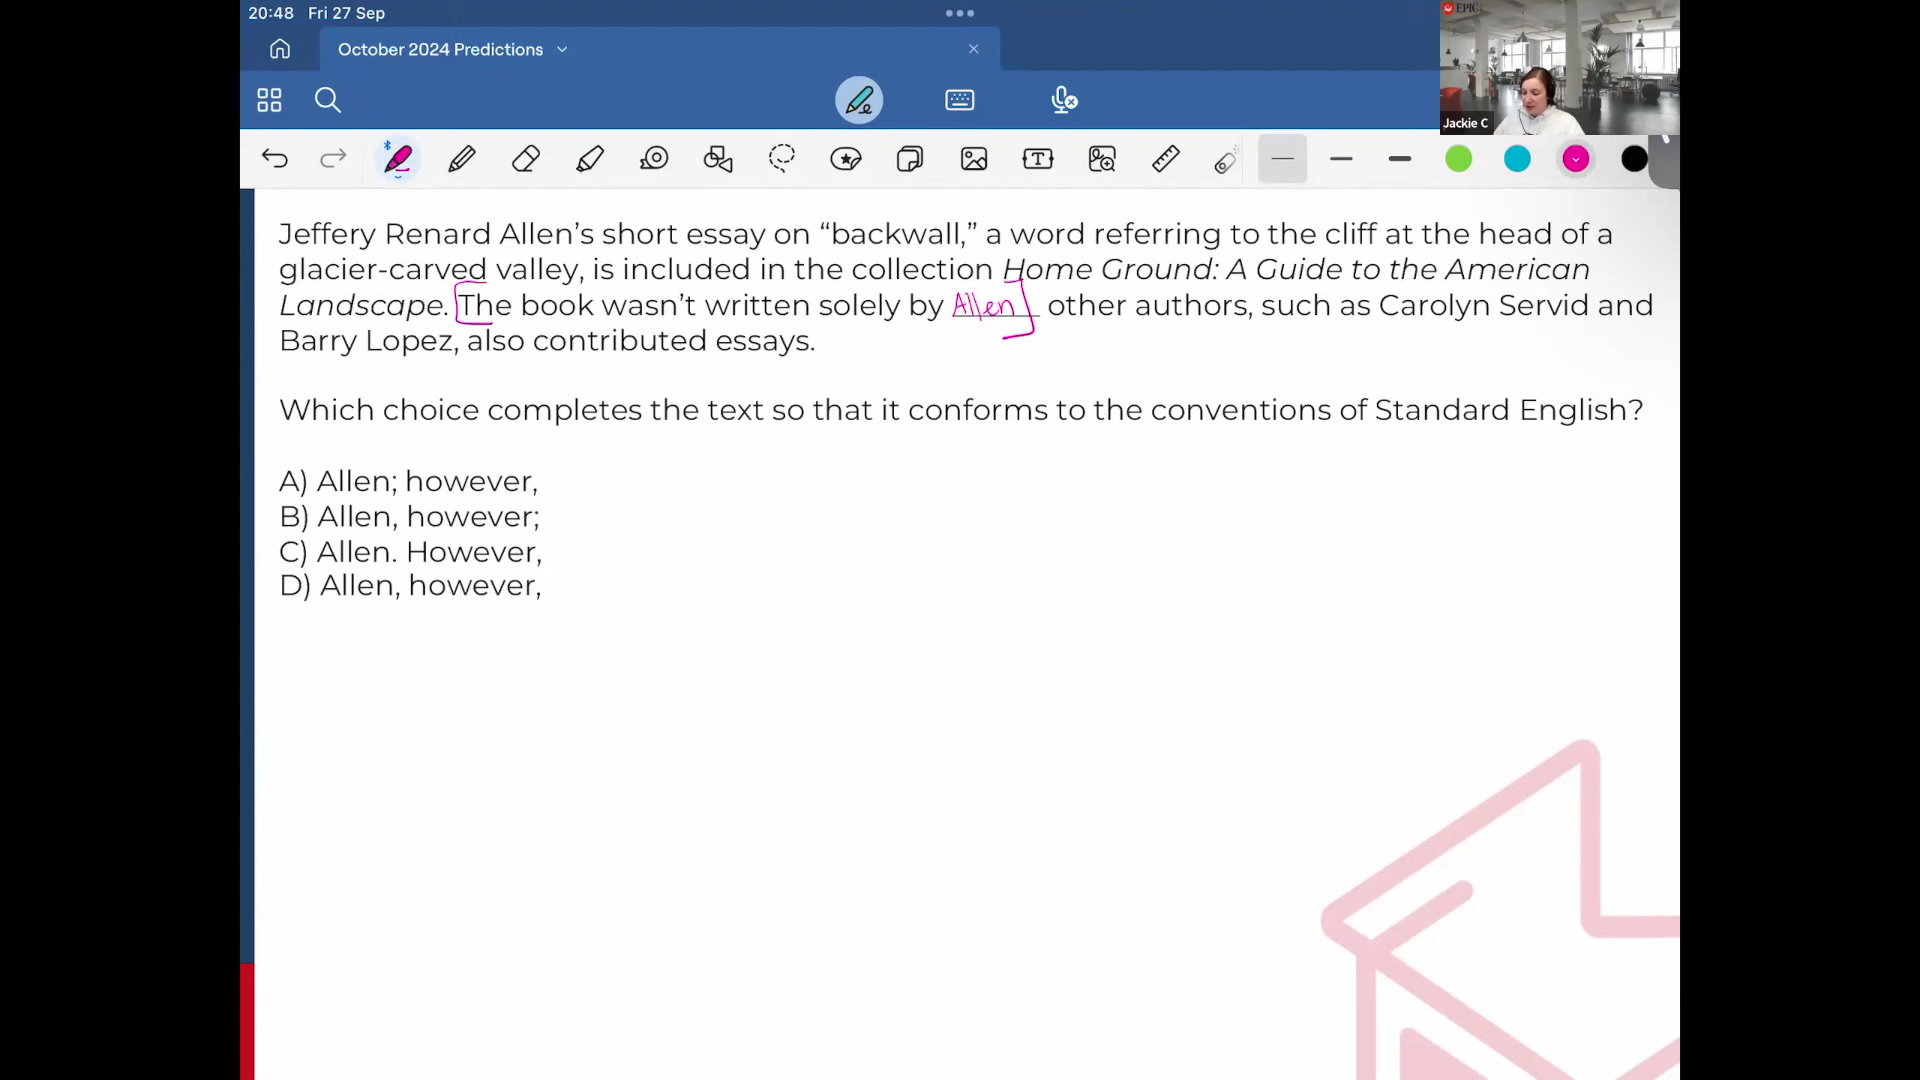 20:48 Fri 27 Sep
October 2024 Predictions
EPIC
Jackie C
Jeffery Renard Allen’s short essay on “backwall,” a word referring to the cliff at the head of a
glacier-carved valley, is included in the collection Home Ground: A Guide to the American
Landscape. The book wasn’t written solely by Allen other authors, such as Carolyn Servid and
Barry Lopez, also contributed essays.
Which choice completes the text so that it conforms to the conventions of Standard English?
A) Allen; however,
B) Allen, however;
C) Allen. However,
D) Allen, however,